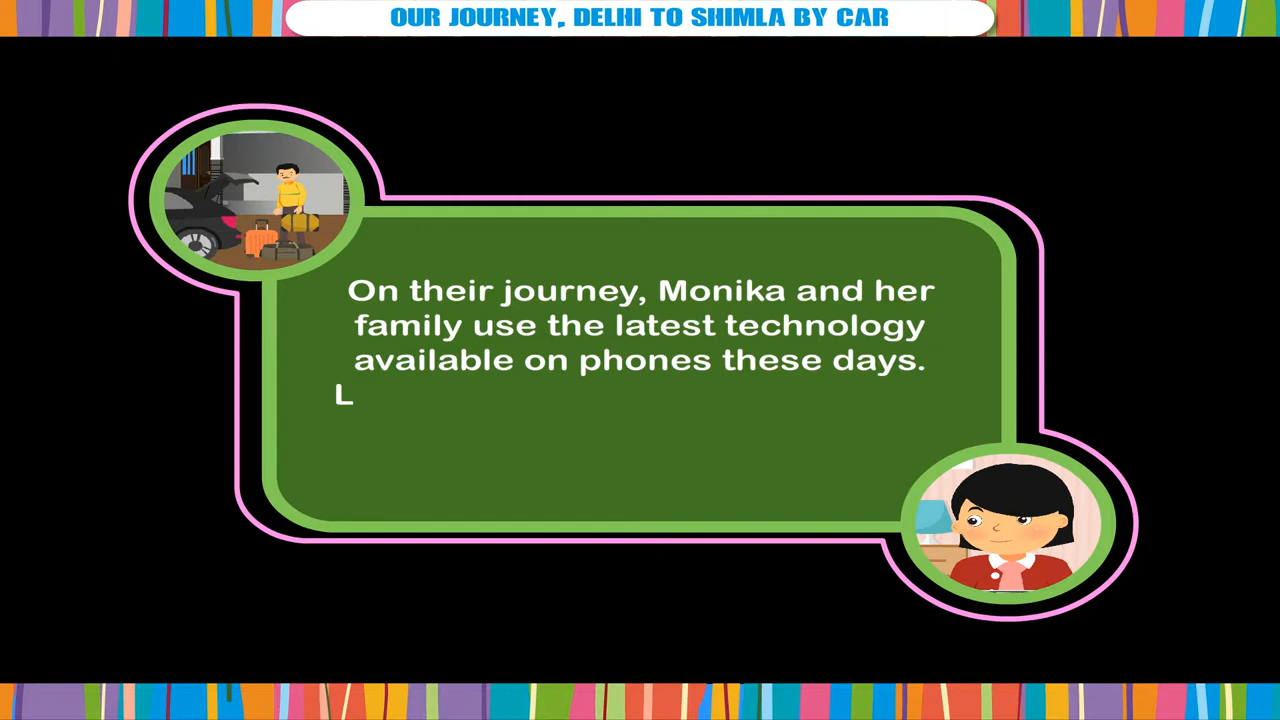 OUR JOURNEY, DELHI TO SHIMLA BY CAR
On their journey, Monika and her
family use the latest technology
available on phones these days.
L